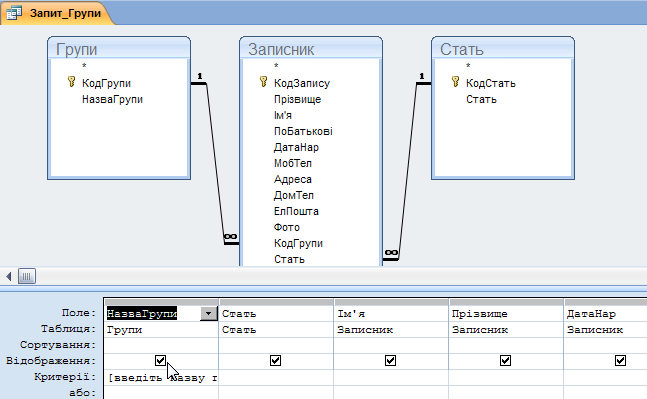 Запит_Групи
Групи
*
КодГрупи
НазваГрупи
Записник
*
КодЗапису
Прізвище
Ім'я
ПоБатькові
ДатаНар
МобТел
Адреса
ДомТел
ЕлПошта
Фото
КодГрупи
Стать
Стать
*
КодСтать
Стать
1
∞
1
∞
Поле: НазваГрупи Стать Ім'я Прізвище ДатаНар
Таблиця: Групи Стать Записник Записник Записник
Сортування:
Відображення:
Критерії: [введіть назву г
або: